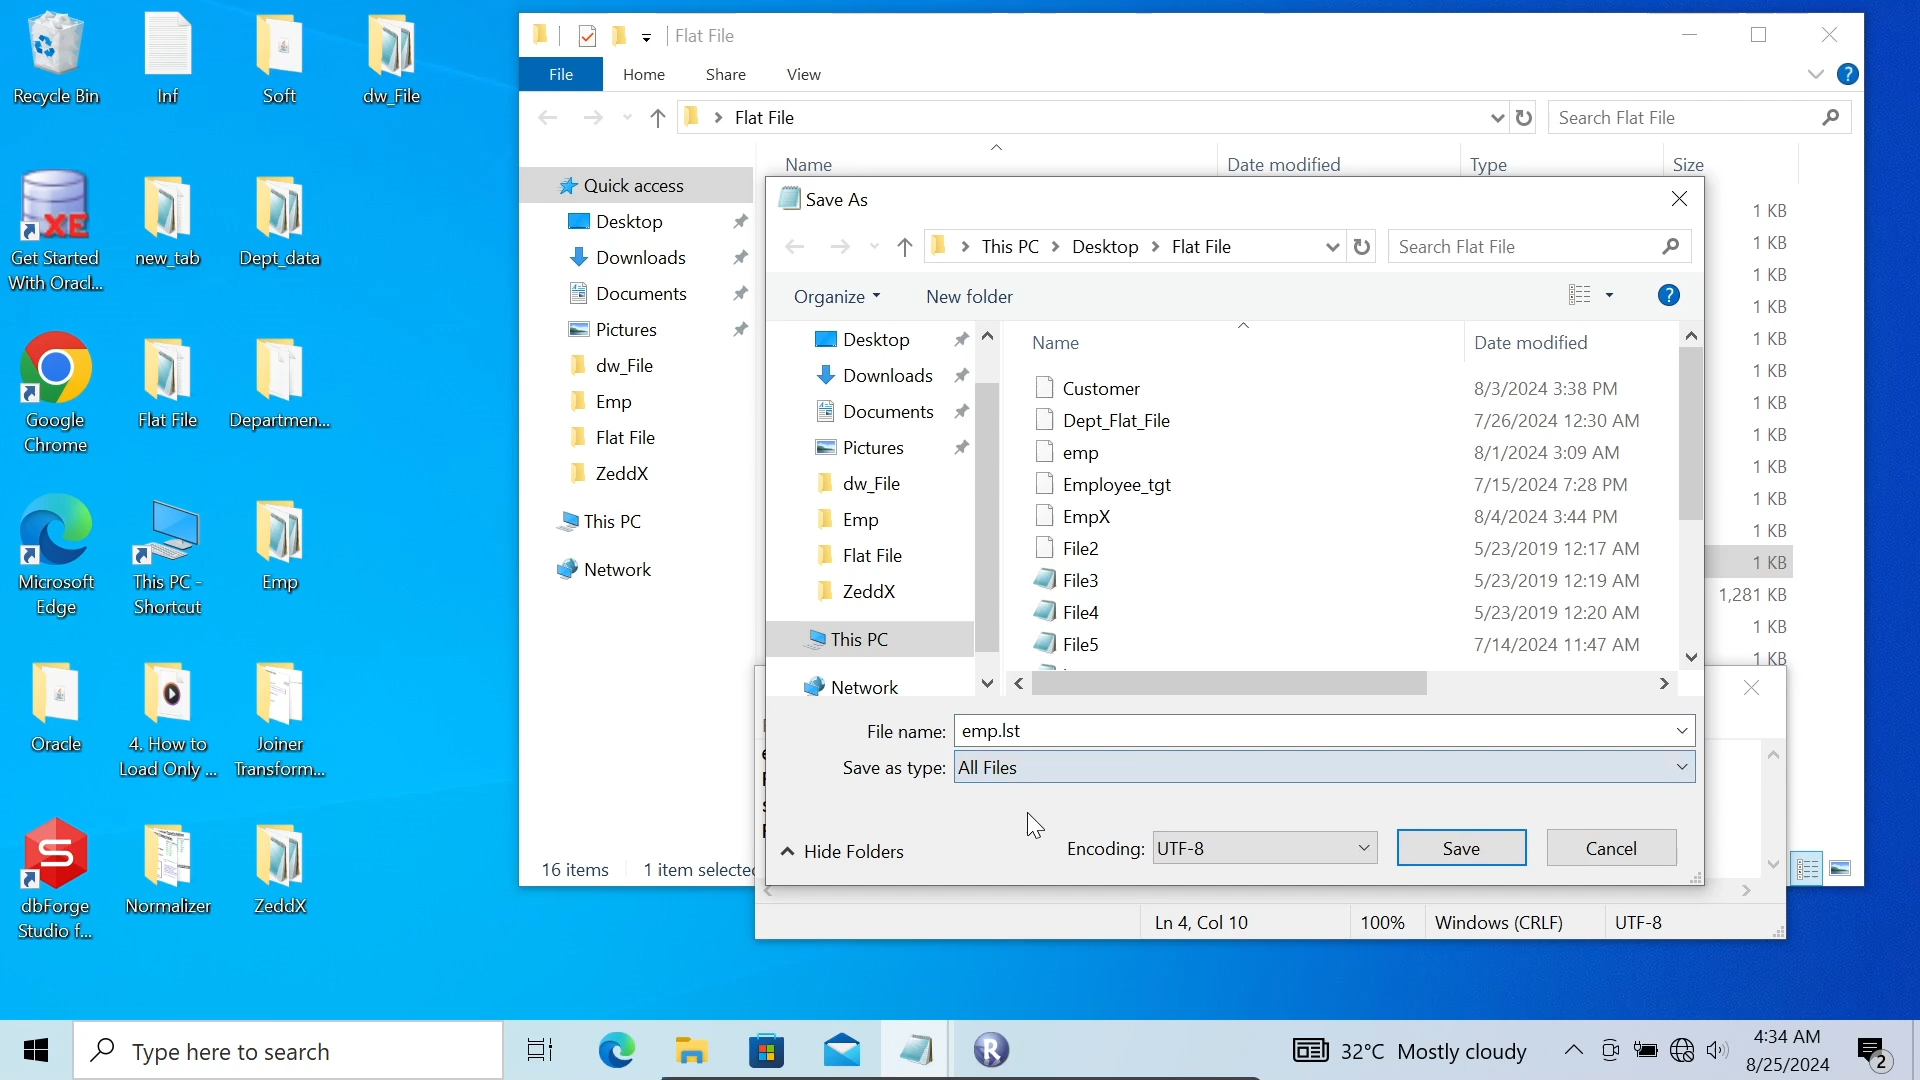 Recycle Bin
Inf
Soft
dw_File
Get Started
With Oracl...
new_tab
Dept_data
Google
Chrome
Flat File
Departmen...
Microsoft
Edge
This PC -
Shortcut
Emp
Oracle
4. How to
Load Only ...
Joiner
Transform...
dbForge
Studio f...
Normalizer
ZeddX
Flat File
File
Home
Share
View
Flat File
Search Flat File
Name
Date modified
Type
Size
Quick access
Desktop
Downloads
Documents
Pictures
dw_File
Emp
Flat File
ZeddX
This PC
Network
1 KB
1 KB
1 KB
1 KB
1 KB
1 KB
1 KB
1 KB
1 KB
1 KB
1 KB
1 KB
1,281 KB
1 KB
1 KB
16 items
1 item selected
Save As
This PC
Desktop
Flat File
Search Flat File
Organize
New folder
Desktop
Downloads
Documents
Pictures
dw_File
Emp
Flat File
ZeddX
This PC
Network
Name
Date modified
Customer
8/3/2024 3:38 PM
Dept_Flat_File
7/26/2024 12:30 AM
emp
8/1/2024 3:09 AM
Employee_tgt
7/15/2024 7:28 PM
EmpX
8/4/2024 3:44 PM
File2
5/23/2019 12:17 AM
File3
5/23/2019 12:19 AM
File4
5/23/2019 12:20 AM
File5
7/14/2024 11:47 AM
File name: emp.lst
Save as type: All Files
Hide Folders
Encoding: UTF-8
Save
Cancel
Ln 4, Col 10
100%
Windows (CRLF)
UTF-8
Type here to search
32°C Mostly cloudy
4:34 AM
8/25/2024
2